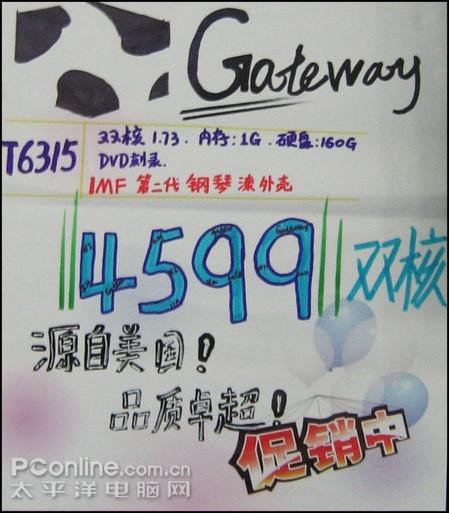 Gateway
T6315
双核1.73.内存:1G.硬盘:160G
DVD刻录.
IMF 第二代 钢琴漆外壳
4599 双核
源自美国!
品质卓超!
促销中
PConline.com.cn
太平洋电脑网